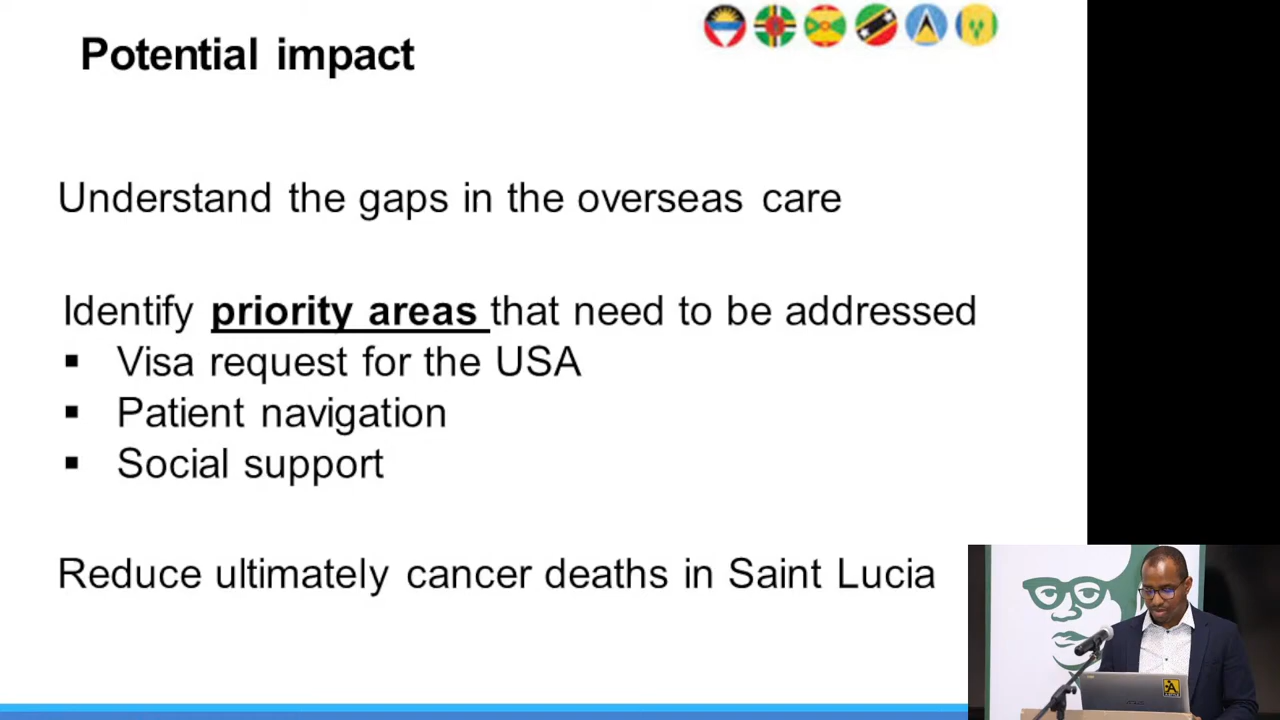 Potential impact
Understand the gaps in the overseas care
Identify priority areas that need to be addressed
▪ Visa request for the USA
▪ Patient navigation
▪ Social support
Reduce ultimately cancer deaths in Saint Lucia